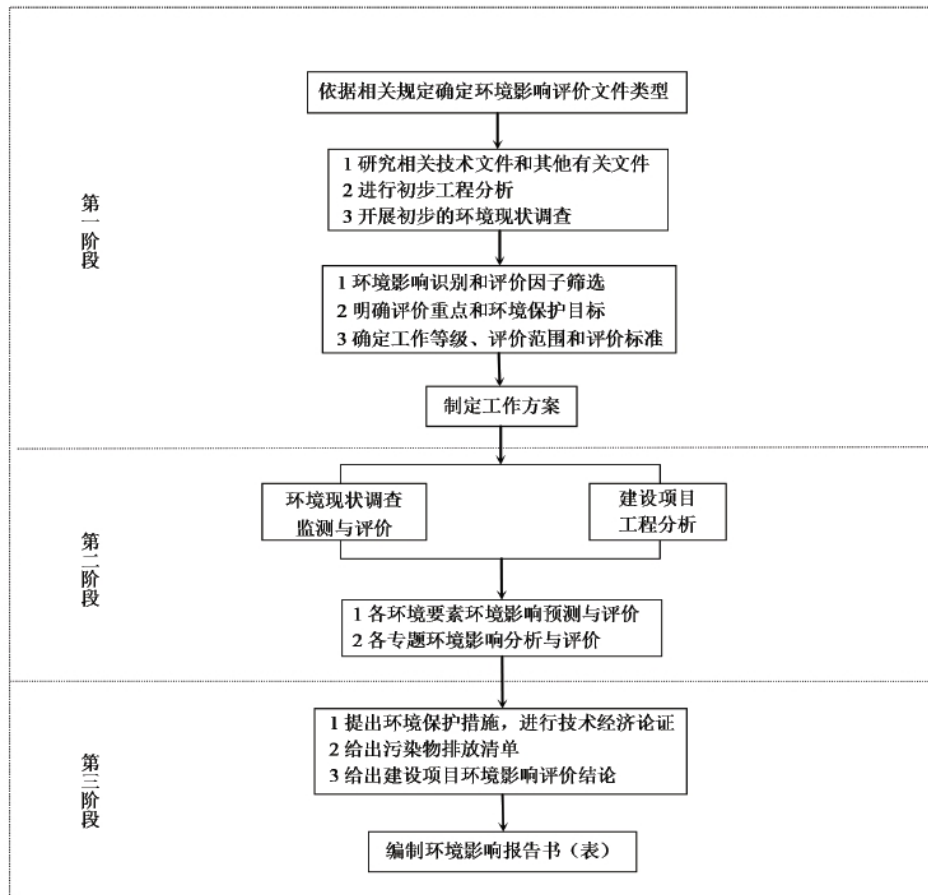 依据相关规定确定环境影响评价文件类型
1 研究相关技术文件和其他有关文件
2 进行初步工程分析
3 开展初步的环境现状调查
第一阶段
1 环境影响识别和评价因子筛选
2 明确评价重点和环境保护目标
3 确定工作等级、评价范围和评价标准
制定工作方案
环境现状调查
监测与评价
建设项目
工程分析
第二阶段
1 各环境要素环境影响预测与评价
2 各专题环境影响分析与评价
1 提出环境保护措施，进行技术经济论证
2 给出污染物排放清单
3 给出建设项目环境影响评价结论
第三阶段
编制环境影响报告书（表）